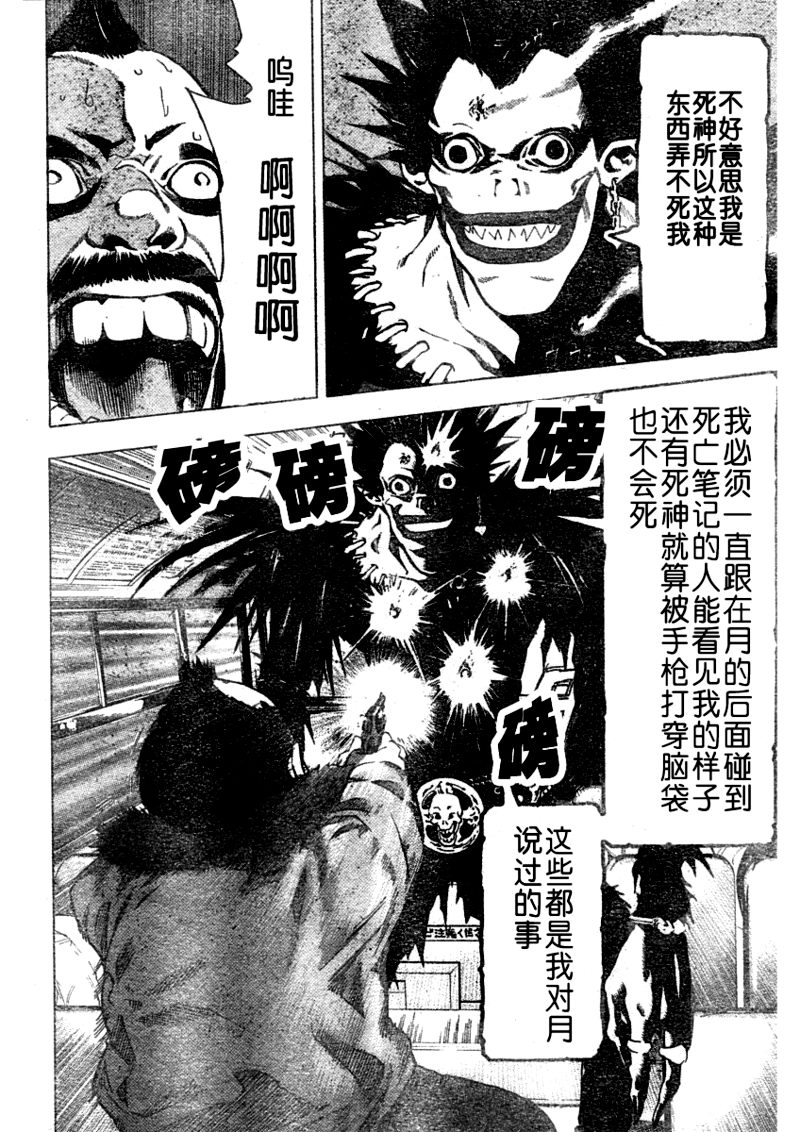 不好意思我是
死神所以这种
东西弄不死我
呜哇
啊啊啊啊
我必须一直跟在月的后面碰到
死亡笔记的人能看见我的样子
还有死神就算被手枪打穿脑袋
也不会死
磅
磅
磅
磅
这些都是我对月
说过的事